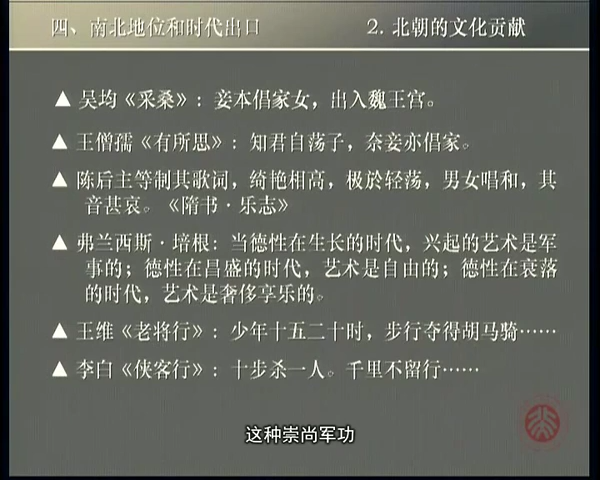 四、南北地位和时代出口 2. 北朝的文化贡献
▲ 吴均《采桑》：妾本倡家女，出入魏王宫。
▲ 王僧孺《有所思》：知君自荡子，奈妾亦倡家。
▲ 陈后主等制其歌词，绮艳相高，极於轻荡，男女唱和，其
音甚哀。《隋书·乐志》
▲ 弗兰西斯·培根：当德性在生长的时代，兴起的艺术是军
事的；德性在昌盛的时代，艺术是自由的；德性在衰落
的时代，艺术是奢侈享乐的。
▲ 王维《老将行》：少年十五二十时，步行夺得胡马骑……
▲ 李白《侠客行》：十步杀一人。千里不留行……
这种崇尚军功